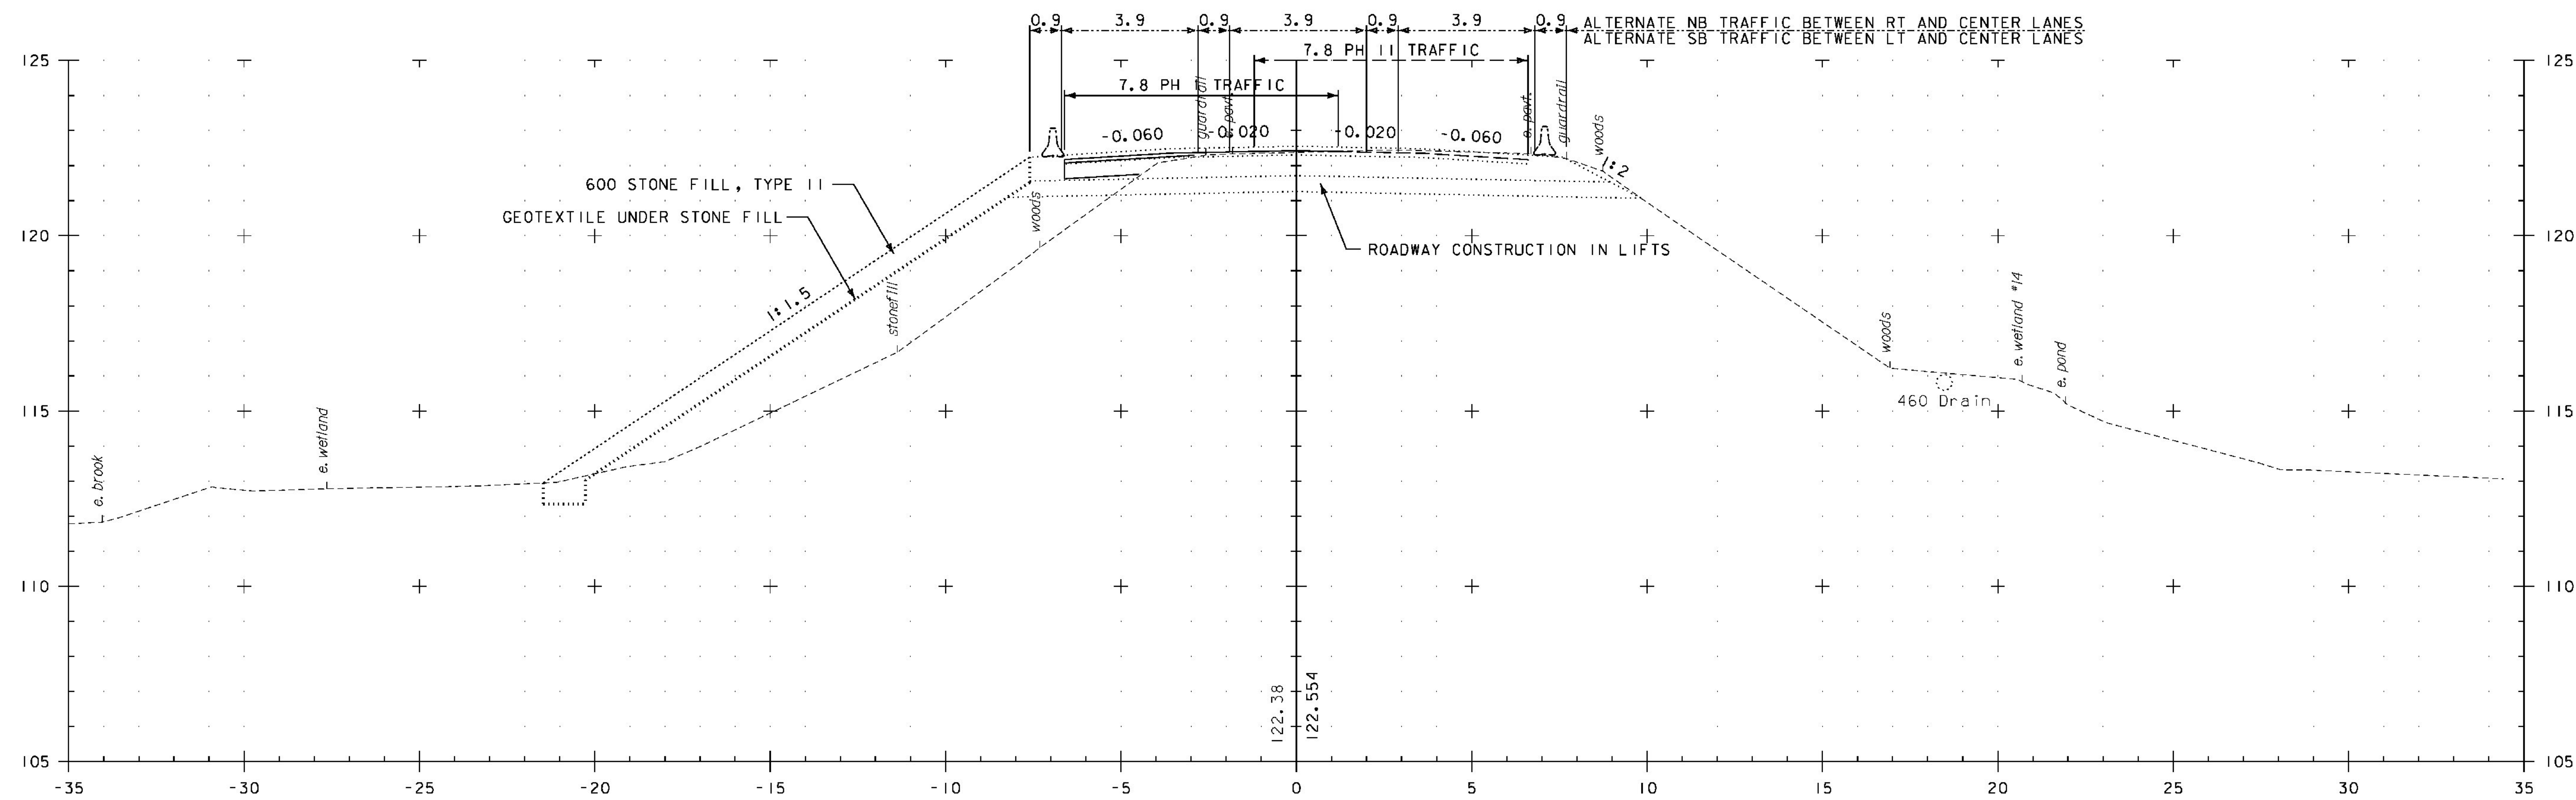 0.9 3.9 0.9 3.9 0.9 3.9 0.9 ALTERNATE NB TRAFFIC BETWEEN RT AND CENTER LANES
ALTERNATE SB TRAFFIC BETWEEN LT AND CENTER LANES
7.8 PH II TRAFFIC
125 125
7.8 PH I TRAFFIC
guardrail e. pavt. e. pavt. guardrail woods
-0.060 -0.020 -0.020 -0.060
1:2
600 STONE FILL, TYPE II
woods
GEOTEXTILE UNDER STONE FILL
120 120
ROADWAY CONSTRUCTION IN LIFTS
1:1.5 stonefill
woods e. wetland #14 e. pond
460 Drain
115 115
e. brook e. wetland
110 110
122.38 122.554
105 105
-35 -30 -25 -20 -15 -10 -5 0 5 10 15 20 25 30 35